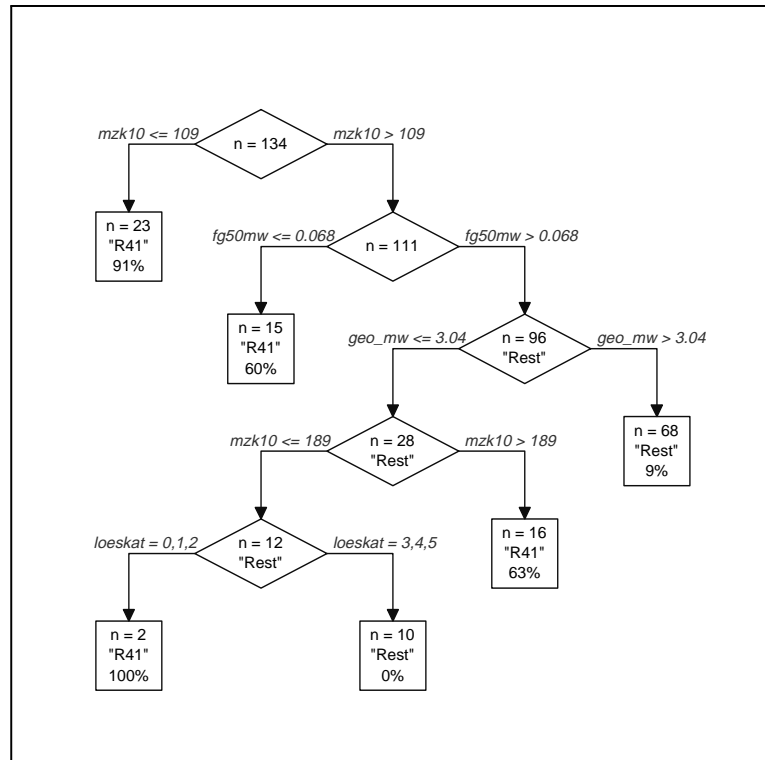 mzk10 <= 109
n = 134
mzk10 > 109
n = 23
"R41"
91%
fg50mw <= 0.068
n = 111
fg50mw > 0.068
n = 15
"R41"
60%
geo_mw <= 3.04
n = 96
"Rest"
geo_mw > 3.04
mzk10 <= 189
n = 28
"Rest"
mzk10 > 189
n = 68
"Rest"
9%
loeskat = 0,1,2
n = 12
"Rest"
loeskat = 3,4,5
n = 16
"R41"
63%
n = 2
"R41"
100%
n = 10
"Rest"
0%